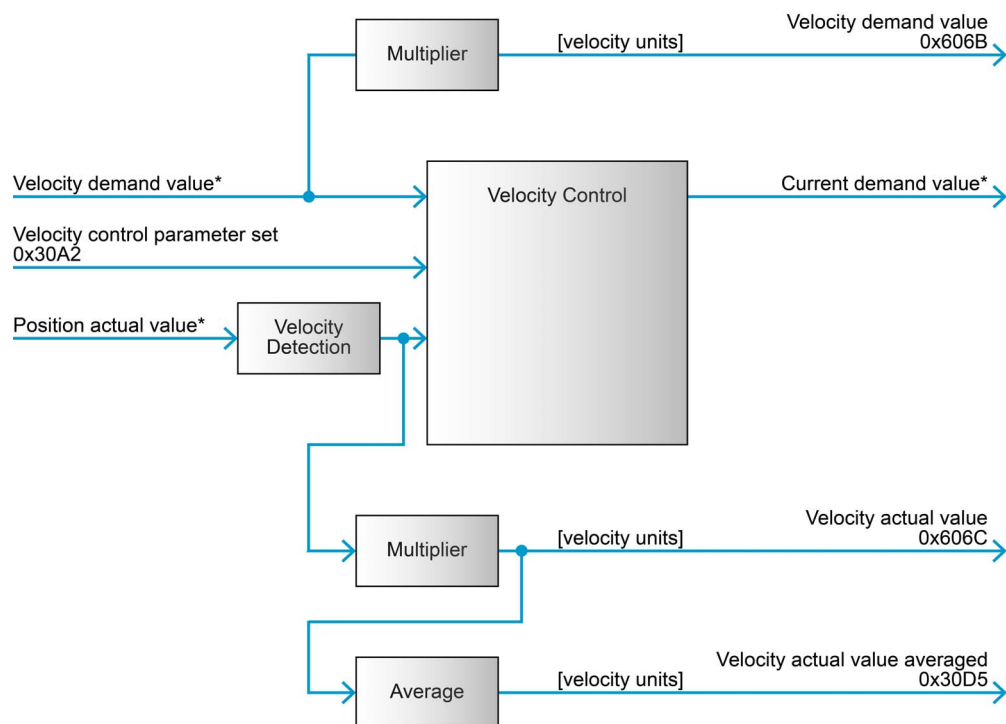 Velocity demand value
0x606B
Multiplier
[velocity units]
Velocity demand value*
Velocity Control
Current demand value*
Velocity control parameter set
0x30A2
Position actual value*
Velocity
Detection
Velocity actual value
0x606C
Multiplier
[velocity units]
Velocity actual value averaged
0x30D5
Average
[velocity units]